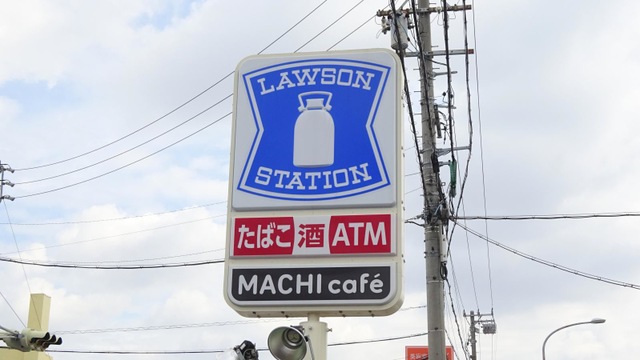 LAWSON
STATION
たばこ 酒 ATM
MACHI café